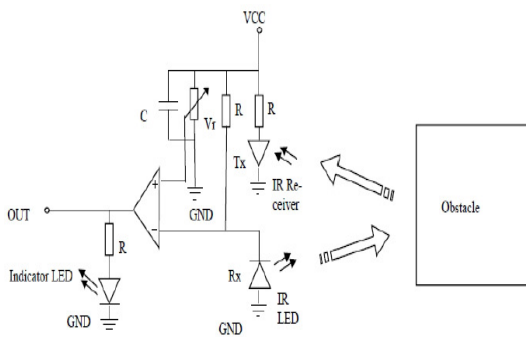 VCC
C
Vr
R
R
Tx
IR Re-
ceiver
GND
+
-
OUT
R
Indicator LED
GND
Rx
IR
LED
GND
Obstacle